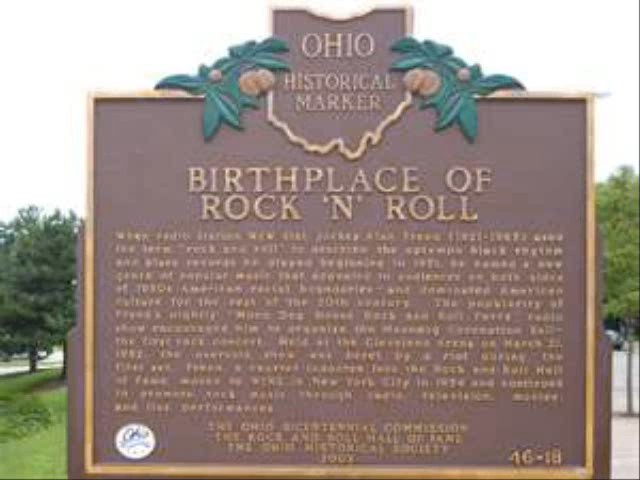 OHIO
HISTORICAL
MARKER
BIRTHPLACE OF
ROCK 'N' ROLL
When radio station WJW disc jockey Alan Freed (1921-1965) used
the term "rock and roll" to describe the uptempo black rhythm
and blues records he played beginning in 1951, he named a new
genre of popular music that appealed to audiences on both sides
of 1950s American racial boundaries-and dominated American
culture for the rest of the 20th century. The popularity of
Freed's nightly "Moon Dog House Rock and Roll Party" radio
show encouraged him to organize the Moondog Coronation Ball-
the first rock concert. Held at the Cleveland Arena on March 21,
1952, the oversold show was beset by a riot during the
first set. Freed, a charter inductee into the Rock and Roll Hall
of Fame, moved to WINS in New York City in 1954 and continued
to promote rock music through radio, television, movies,
and live performances.
THE OHIO BICENTENNIAL COMMISSION
THE ROCK AND ROLL HALL OF FAME
THE OHIO HISTORICAL SOCIETY
2003
46-18
Ohio